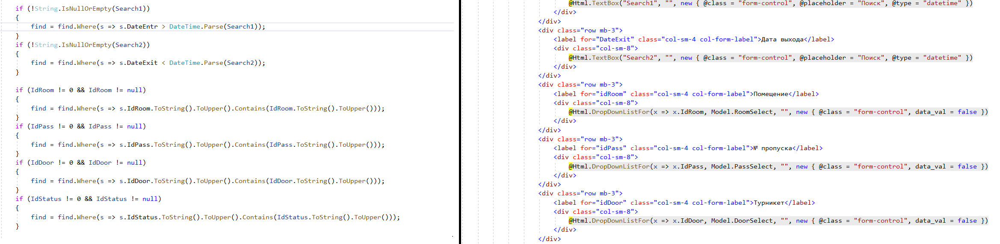 if (!String.IsNullOrEmpty(Search1))
{
find = find.Where(s => s.DateEntr > DateTime.Parse(Search1));
}
if (!String.IsNullOrEmpty(Search2))
{
find = find.Where(s => s.DateExit < DateTime.Parse(Search2));
}
if (IdRoom != 0 && IdRoom != null)
{
find = find.Where(s => s.IdRoom.ToString().ToUpper().Contains(IdRoom.ToString().ToUpper()));
}
if (IdPass != 0 && IdPass != null)
{
find = find.Where(s => s.IdPass.ToString().ToUpper().Contains(IdPass.ToString().ToUpper()));
}
if (IdDoor != 0 && IdDoor != null)
{
find = find.Where(s => s.IdDoor.ToString().ToUpper().Contains(IdDoor.ToString().ToUpper()));
}
if (IdStatus != 0 && IdStatus != null)
{
find = find.Where(s => s.IdStatus.ToString().ToUpper().Contains(IdStatus.ToString().ToUpper()));
}
@Html.TextBox("Search1", "", new { @class = "form-control", @placeholder = "Поиск", @type = "datetime" })
</div>
</div>
<div class="row mb-3">
<label for="DateExit" class="col-sm-4 col-form-label">Дата выхода</label>
<div class="col-sm-8">
@Html.TextBox("Search2", "", new { @class = "form-control", @placeholder = "Поиск", @type = "datetime" })
</div>
</div>
<div class="row mb-3">
<label for="idRoom" class="col-sm-4 col-form-label">Помещение</label>
<div class="col-sm-8">
@Html.DropDownListFor(x => x.IdRoom, Model.RoomSelect, "", new { @class = "form-control", data_val = false })
</div>
</div>
<div class="row mb-3">
<label for="idPass" class="col-sm-4 col-form-label">№ пропуска</label>
<div class="col-sm-8">
@Html.DropDownListFor(x => x.IdPass, Model.PassSelect, "", new { @class = "form-control", data_val = false })
</div>
</div>
<div class="row mb-3">
<label for="idDoor" class="col-sm-4 col-form-label">Турникет</label>
<div class="col-sm-8">
@Html.DropDownListFor(x => x.IdDoor, Model.DoorSelect, "", new { @class = "form-control", data_val = false })
</div>
</div>